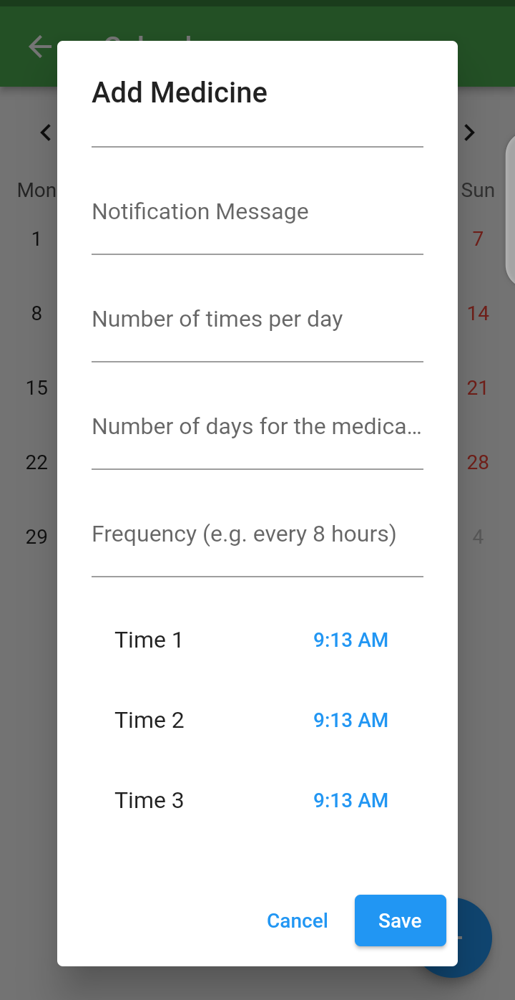 Add Medicine
Mon
Sun
Notification Message
1
7
Number of times per day
8
14
15
21
Number of days for the medica...
22
28
Frequency (e.g. every 8 hours)
29
4
Time 1 9:13 AM
Time 2 9:13 AM
Time 3 9:13 AM
Cancel Save